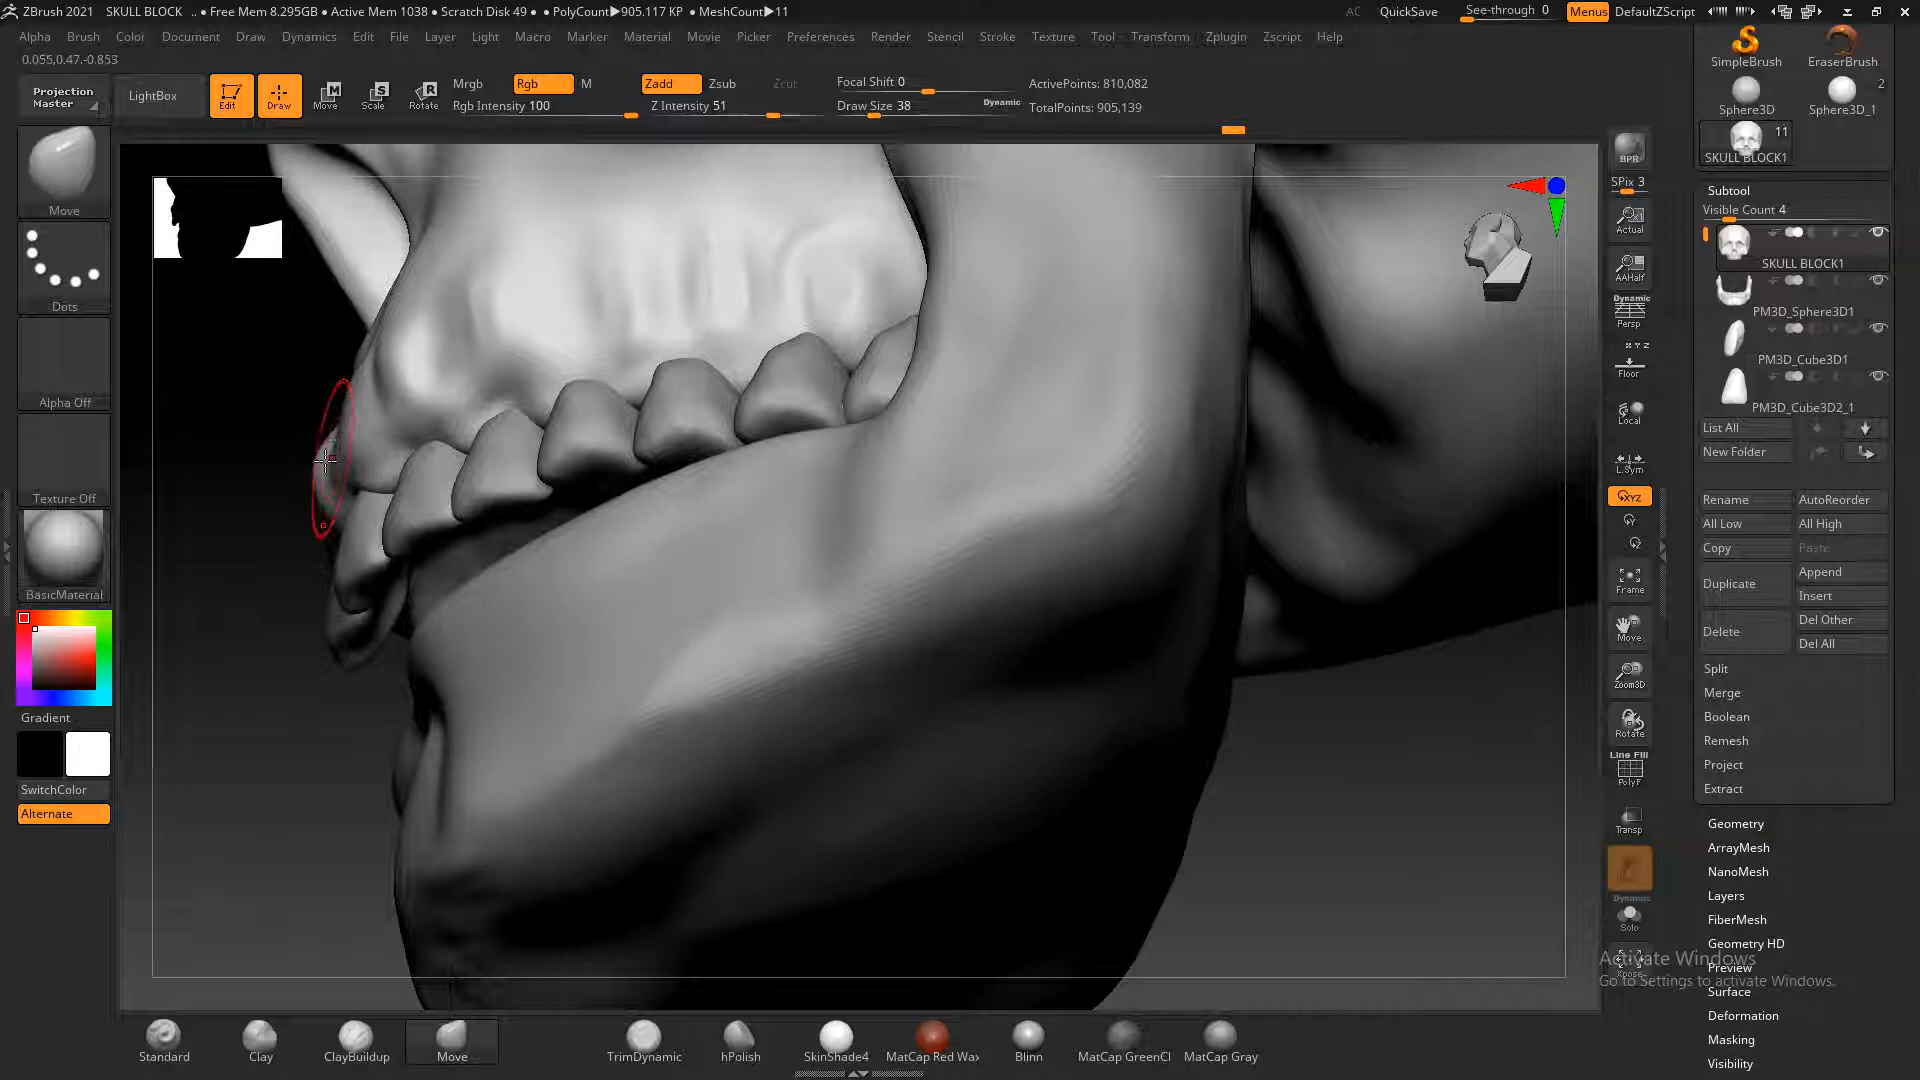 ZBrush 2021 SKULL BLOCK .. ● Free Mem 8.295GB ● Active Mem 1038 ● Scratch Disk 49 ● ● PolyCount▶905.117 KP ● MeshCount▶11 AC QuickSave See-through 0 Menus DefaultZScript
Alpha Brush Color Document Draw Dynamics Edit File Layer Light Macro Marker Material Movie Picker Preferences Render Stencil Stroke Texture Tool Transform Zplugin Zscript Help
0.055,0.47,-0.853
Projection
Master
LightBox
Edit
Draw
Move
Scale
Rotate
Mrgb
Rgb
M
Rgb Intensity 100
Zadd
Zsub
Zcut
Z Intensity 51
Focal Shift 0
Draw Size 38
Dynamic
ActivePoints: 810,082
TotalPoints: 905,139
Move
Dots
Alpha Off
Texture Off
BasicMaterial
Gradient
SwitchColor
Alternate
BPR
SPix 3
Actual
AAHalf
Dynamic
Persp
X Y Z
Floor
Local
L.Sym
XYZ
Frame
Move
Zoom3D
Rotate
Line Fill
PolyF
Transp
Dynamic
Solo
Xpose
SimpleBrush
EraserBrush
Sphere3D
2
Sphere3D_1
11
SKULL BLOCK1
Subtool
Visible Count 4
SKULL BLOCK1
PM3D_Sphere3D1
PM3D_Cube3D1
PM3D_Cube3D2_1
List All
New Folder
Rename AutoReorder
All Low All High
Copy Paste
Duplicate
Append
Insert
Delete
Del Other
Del All
Split
Merge
Boolean
Remesh
Project
Extract
Geometry
ArrayMesh
NanoMesh
Layers
FiberMesh
Geometry HD
Preview
Surface
Deformation
Masking
Visibility
Activate Windows
Go to Settings to activate Windows.
Standard Clay ClayBuildup Move TrimDynamic hPolish SkinShade4 MatCap Red Wax Blinn MatCap GreenCl MatCap Gray